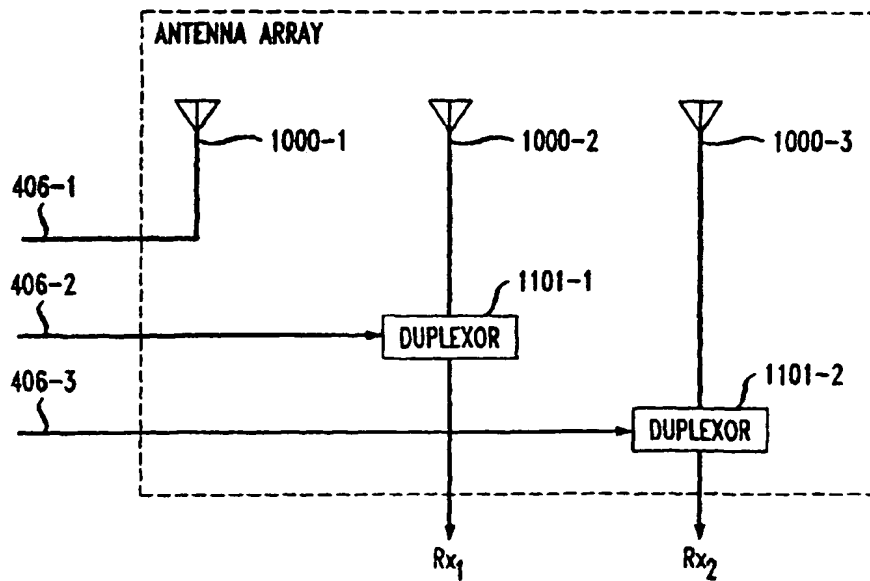 ANTENNA ARRAY
1000-1
1000-2
1000-3
406-1
406-2
1101-1
DUPLEXOR
406-3
1101-2
DUPLEXOR
Rx1
Rx2